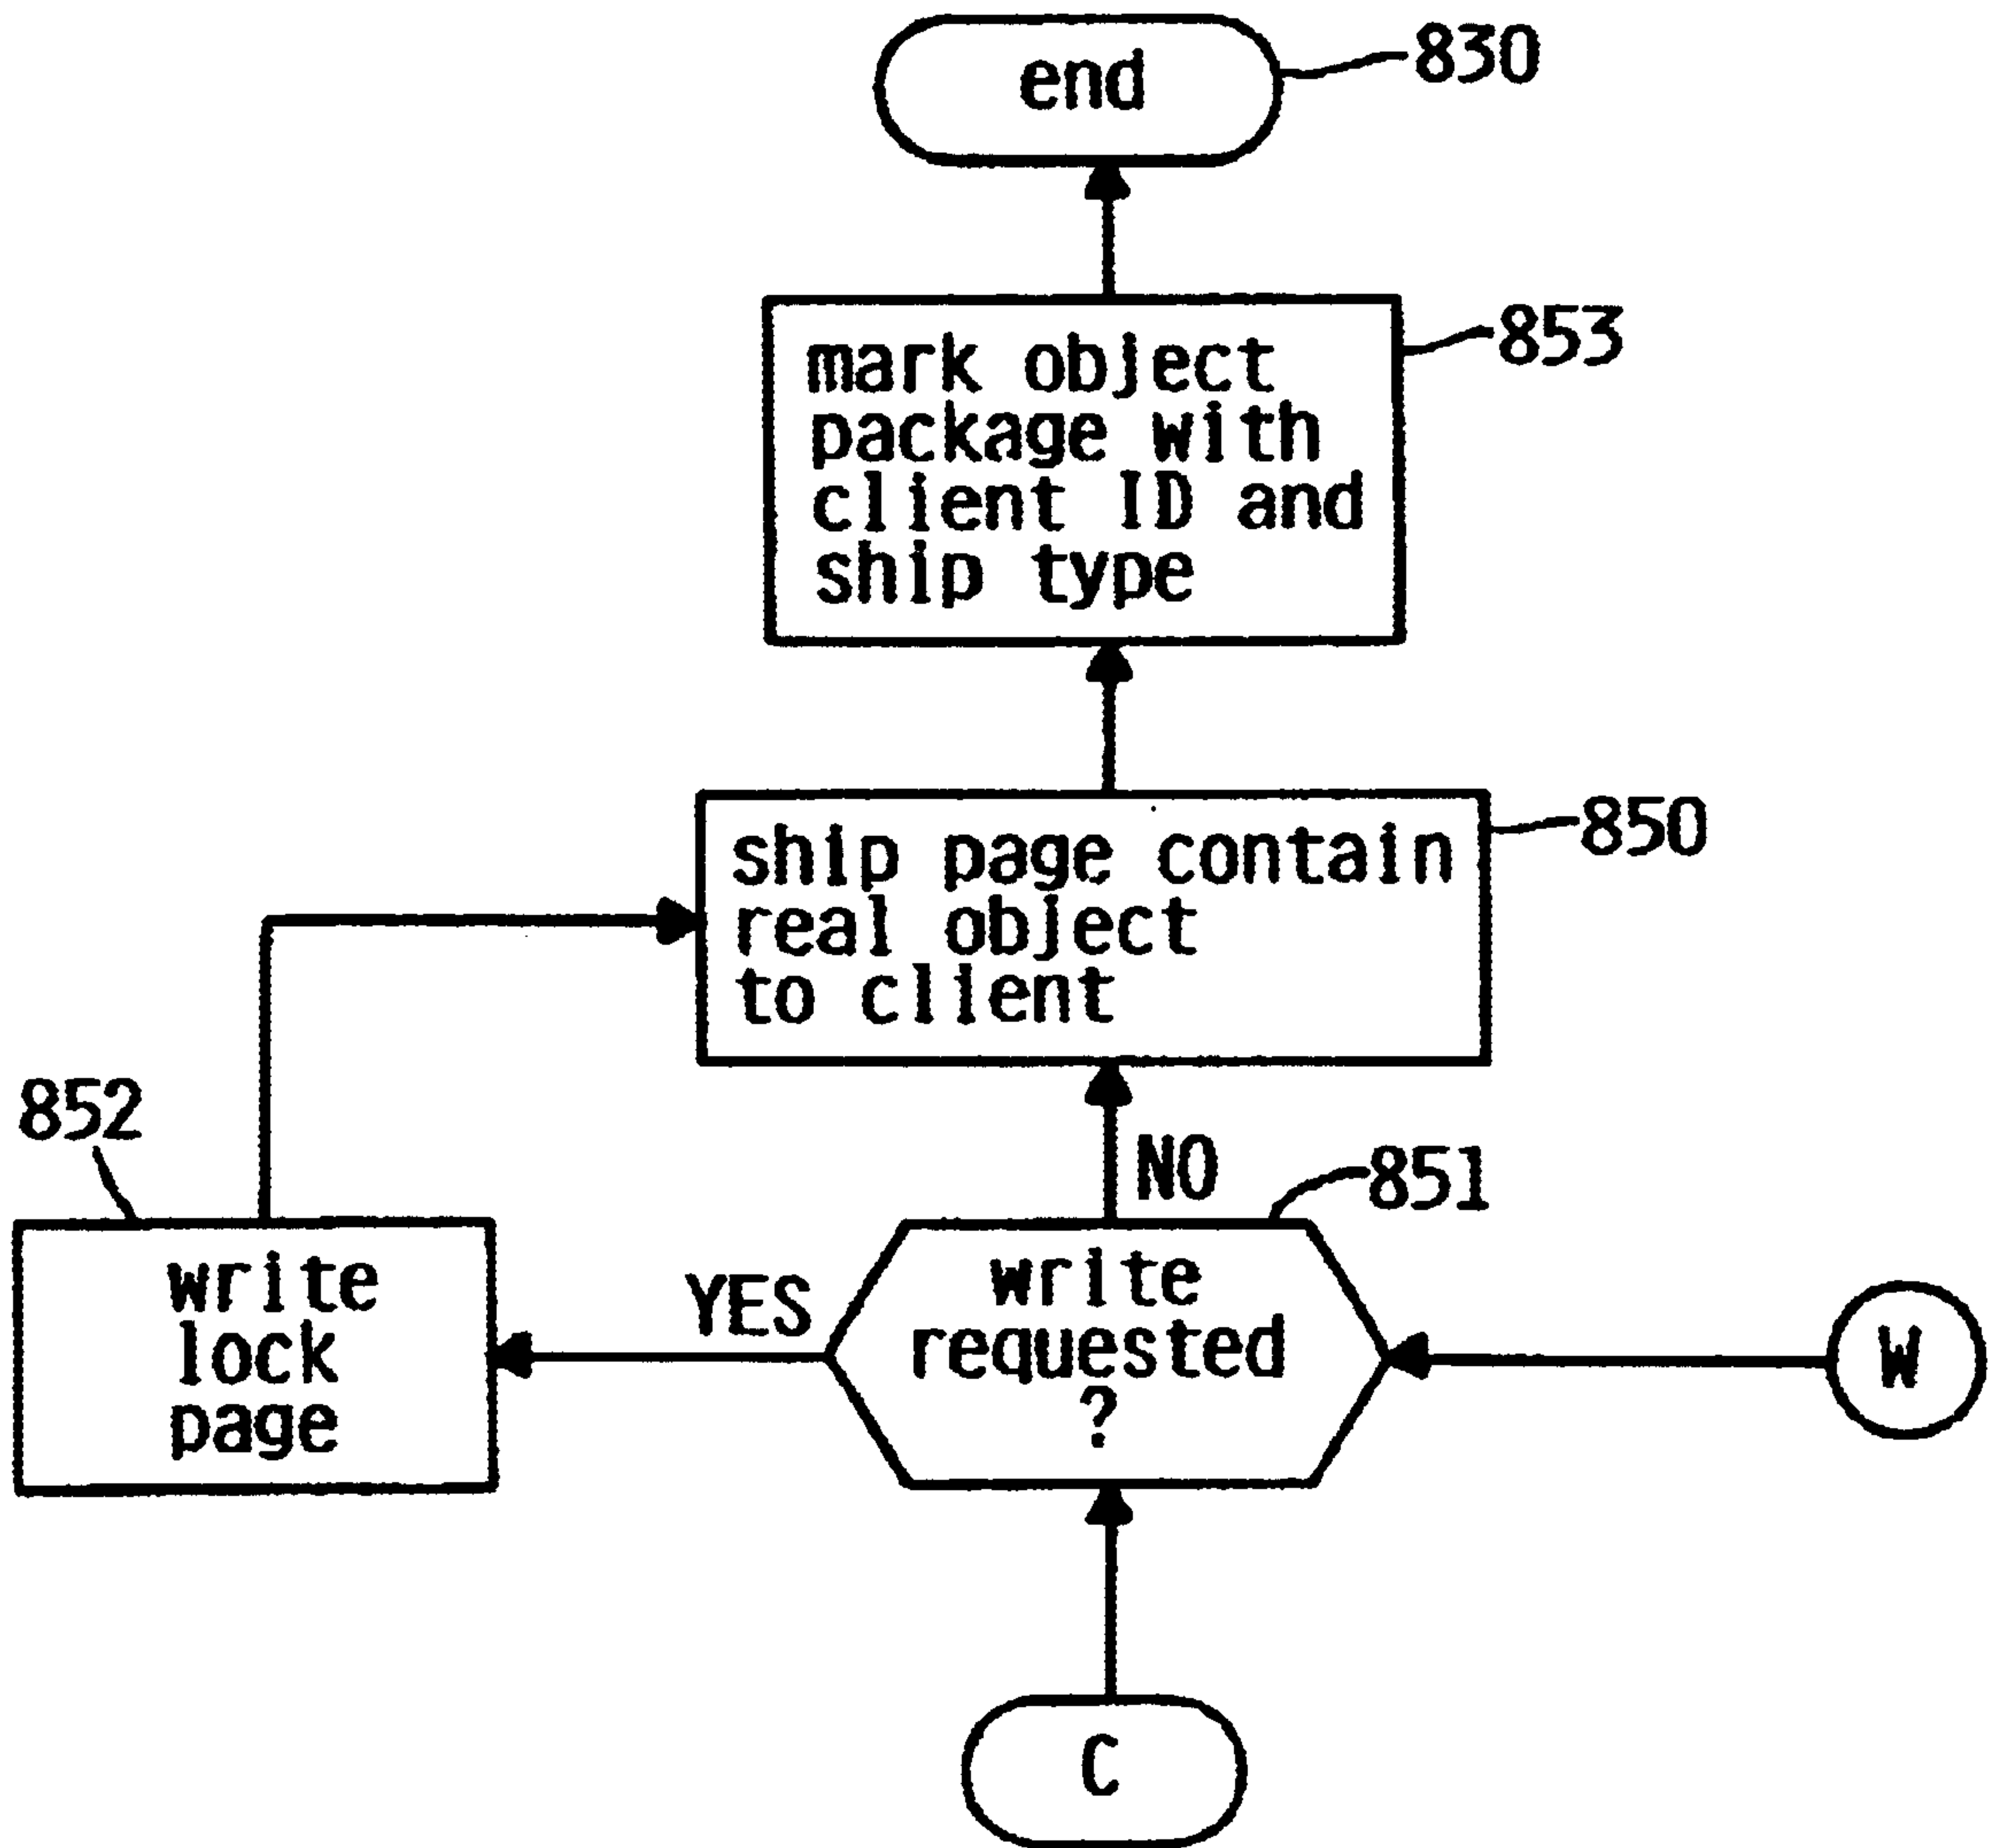 end
830
mark object
package with
client ID and
ship type
853
ship page contain
real object
to client
850
852
NO
851
write
lock
page
YES
write
requested
?
W
C